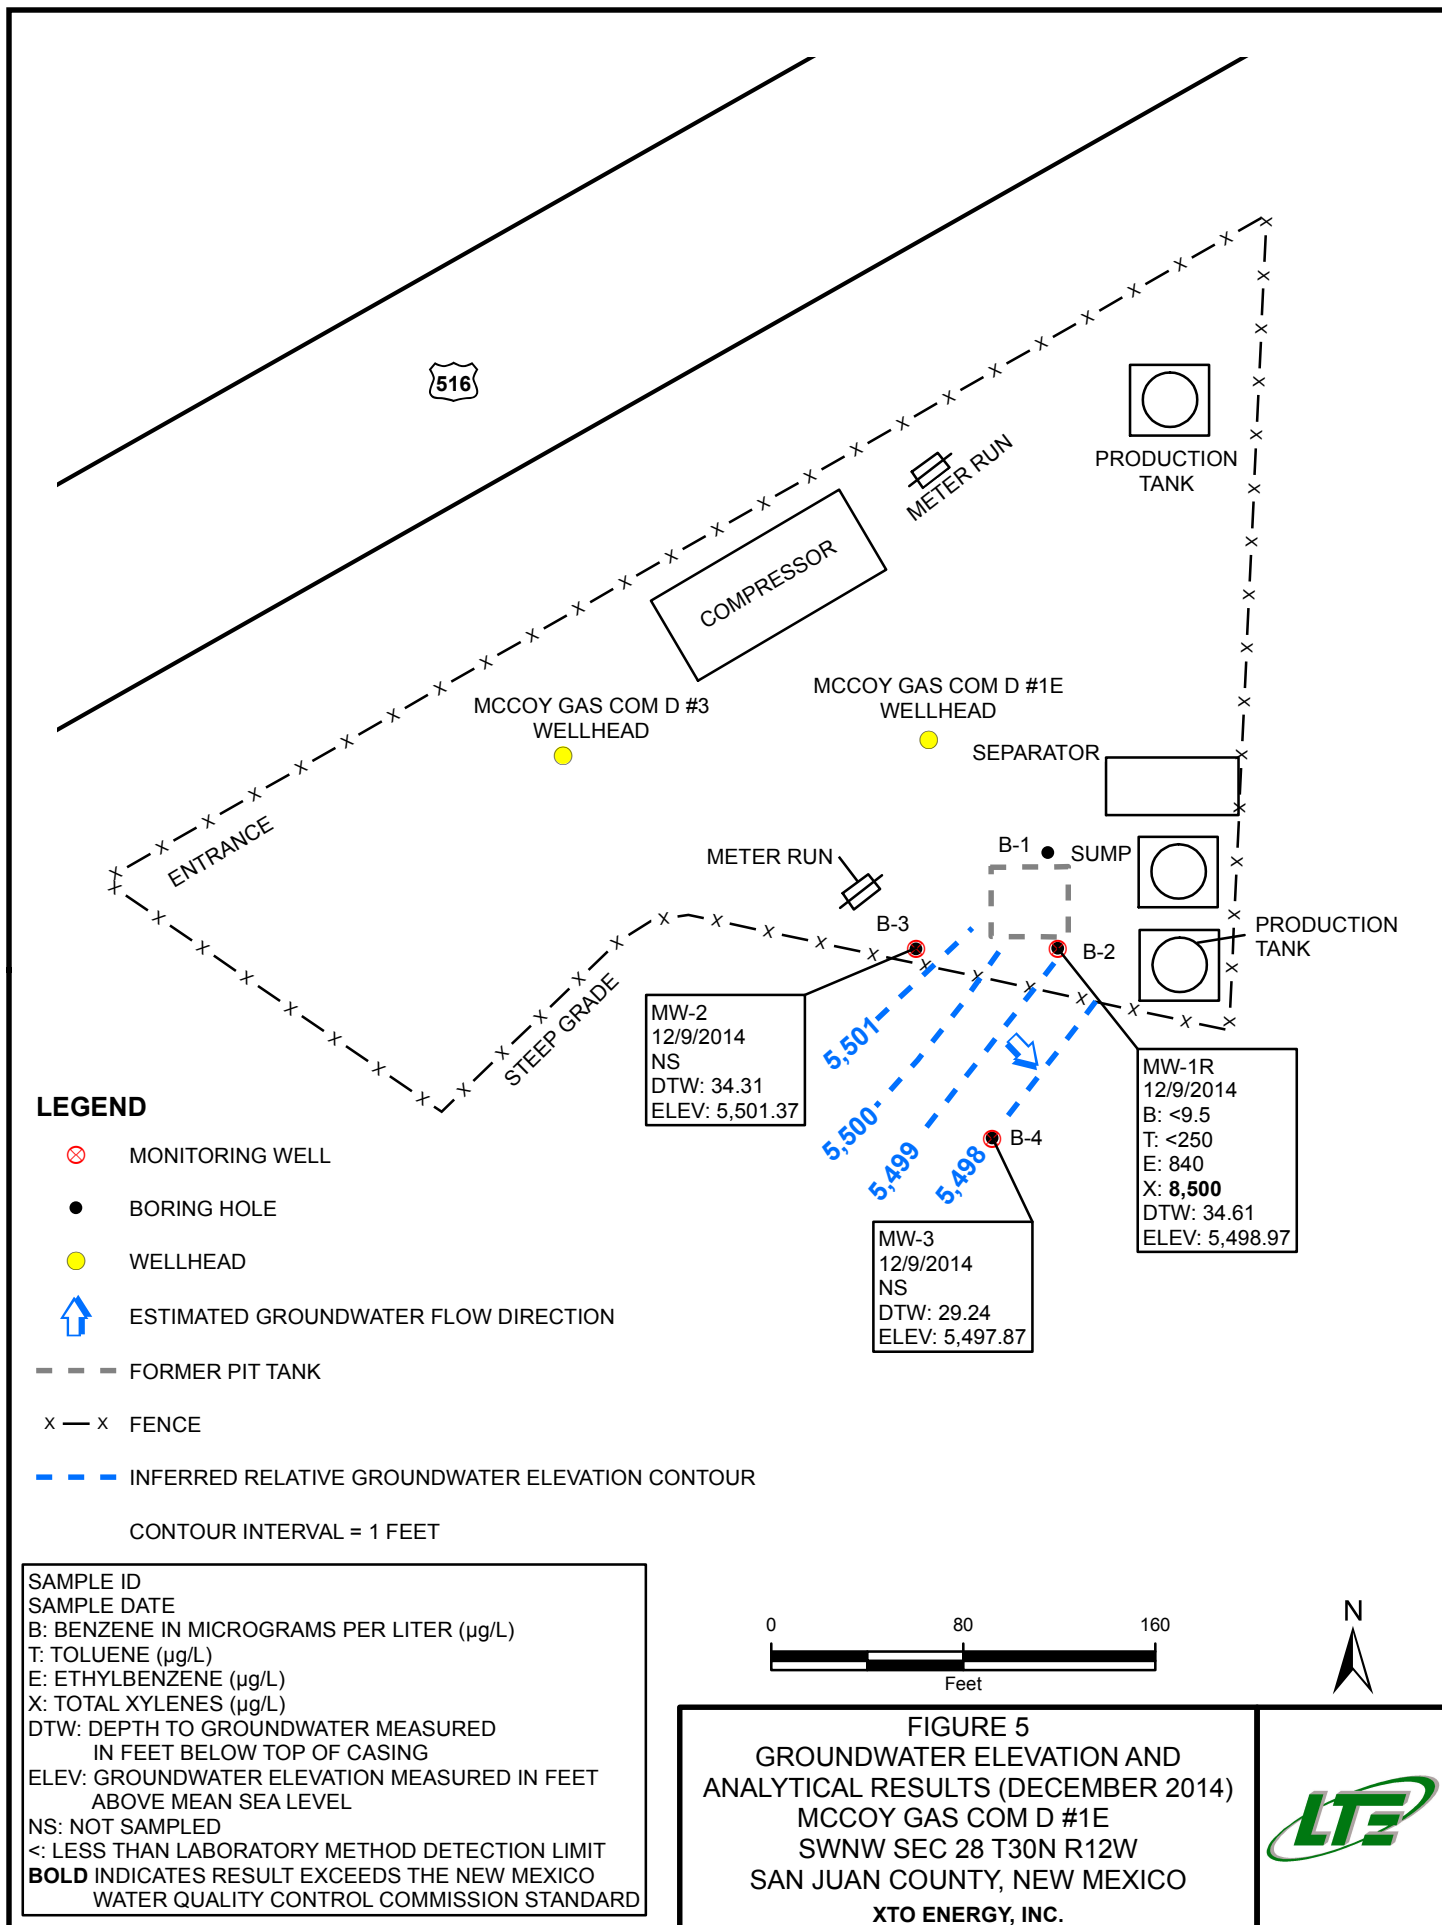 516
PRODUCTION
TANK
METER RUN
COMPRESSOR
MCCOY GAS COM D #3
WELLHEAD
MCCOY GAS COM D #1E
WELLHEAD
SEPARATOR
ENTRANCE
METER RUN
B-1
SUMP
B-3
B-2
PRODUCTION
TANK
STEEP GRADE
MW-2
12/9/2014
NS
DTW: 34.31
ELEV: 5,501.37
5,501
5,500
5,499
5,498
B-4
MW-1R
12/9/2014
B: <9.5
T: <250
E: 840
X: 8,500
DTW: 34.61
ELEV: 5,498.97
MW-3
12/9/2014
NS
DTW: 29.24
ELEV: 5,497.87
LEGEND
MONITORING WELL
BORING HOLE
WELLHEAD
ESTIMATED GROUNDWATER FLOW DIRECTION
FORMER PIT TANK
X — X FENCE
INFERRED RELATIVE GROUNDWATER ELEVATION CONTOUR
CONTOUR INTERVAL = 1 FEET
SAMPLE ID
SAMPLE DATE
B: BENZENE IN MICROGRAMS PER LITER (µg/L)
T: TOLUENE (µg/L)
E: ETHYLBENZENE (µg/L)
X: TOTAL XYLENES (µg/L)
DTW: DEPTH TO GROUNDWATER MEASURED
IN FEET BELOW TOP OF CASING
ELEV: GROUNDWATER ELEVATION MEASURED IN FEET
ABOVE MEAN SEA LEVEL
NS: NOT SAMPLED
<: LESS THAN LABORATORY METHOD DETECTION LIMIT
BOLD INDICATES RESULT EXCEEDS THE NEW MEXICO
WATER QUALITY CONTROL COMMISSION STANDARD
0 80 160
Feet
N
FIGURE 5
GROUNDWATER ELEVATION AND
ANALYTICAL RESULTS (DECEMBER 2014)
MCCOY GAS COM D #1E
SWNW SEC 28 T30N R12W
SAN JUAN COUNTY, NEW MEXICO
XTO ENERGY, INC.
LTE